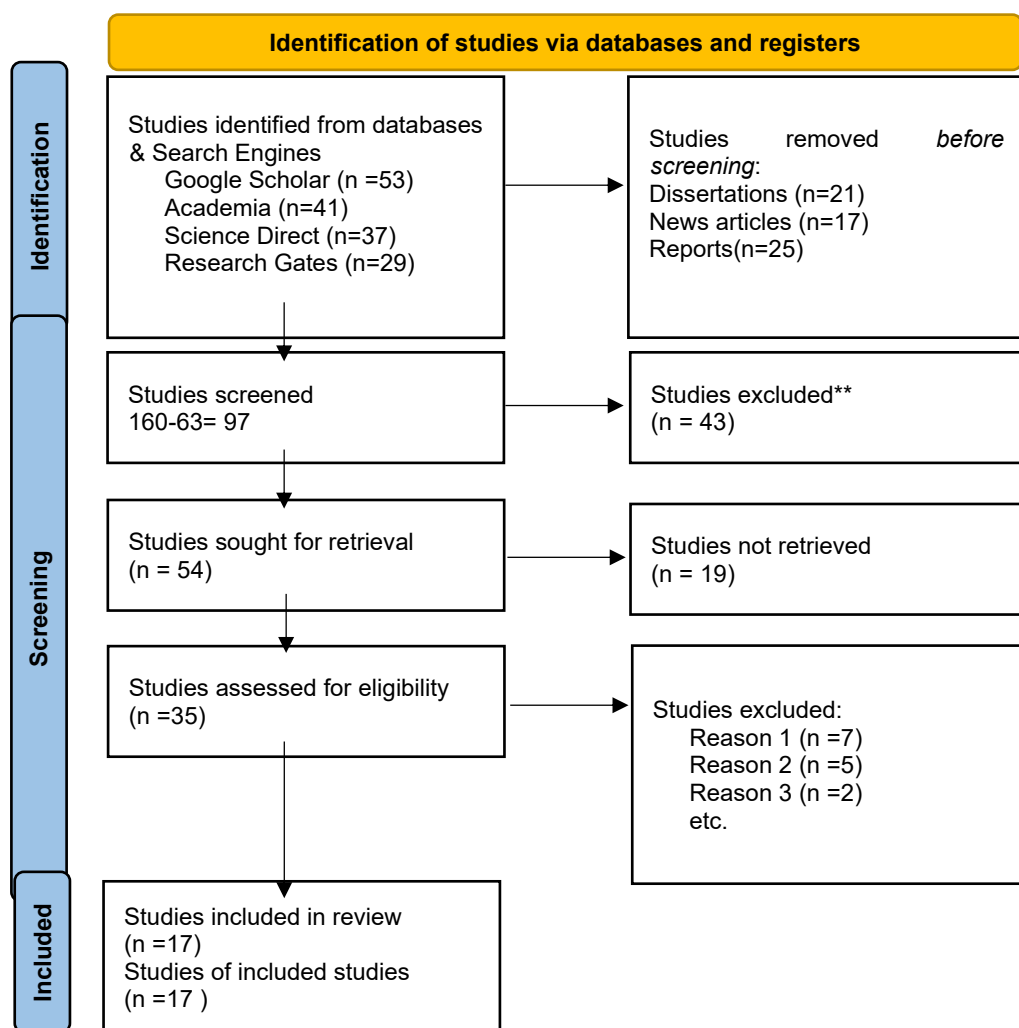 Identification of studies via databases and registers
Identification
Studies identified from databases
& Search Engines
Google Scholar (n =53)
Academia (n=41)
Science Direct (n=37)
Research Gates (n=29)
Studies removed before
screening:
Dissertations (n=21)
News articles (n=17)
Reports(n=25)
Screening
Studies screened
160-63= 97
Studies excluded**
(n = 43)
Studies sought for retrieval
(n = 54)
Studies not retrieved
(n = 19)
Studies assessed for eligibility
(n =35)
Studies excluded:
Reason 1 (n =7)
Reason 2 (n =5)
Reason 3 (n =2)
etc.
Included
Studies included in review
(n =17)
Studies of included studies
(n =17 )